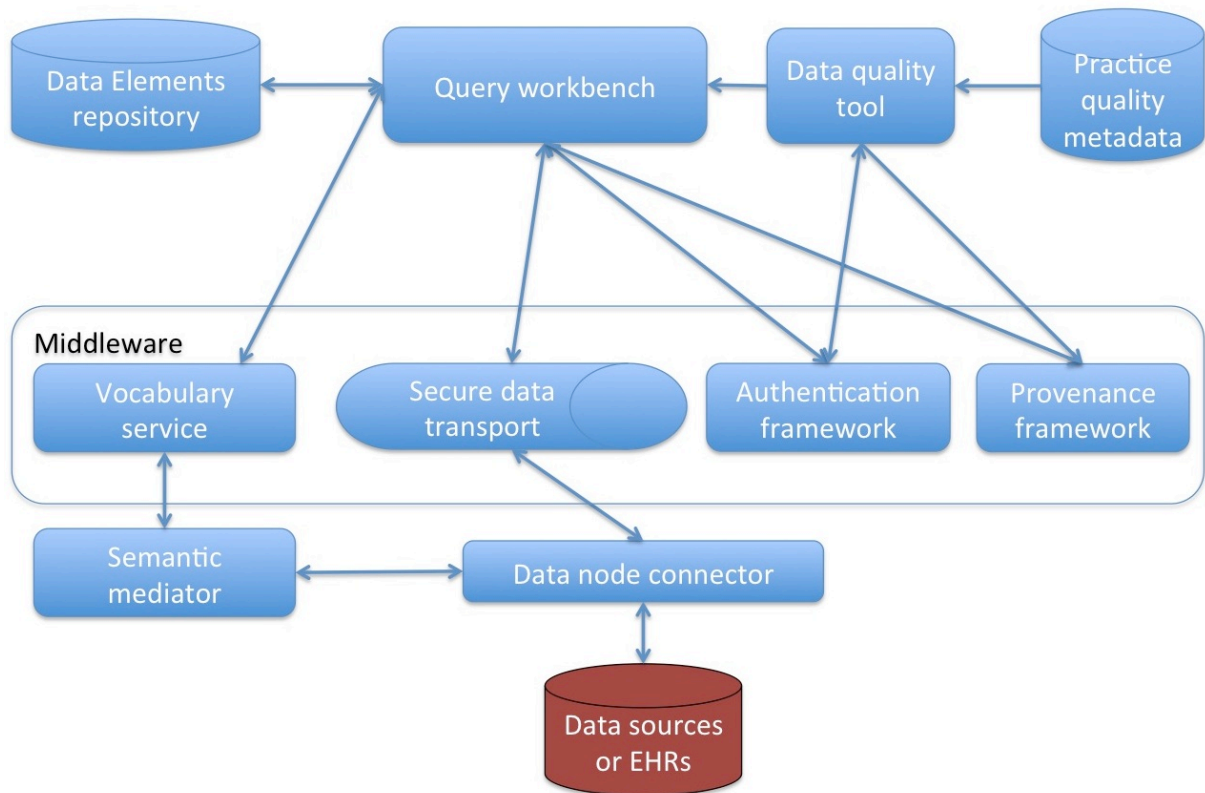 Data Elements
repository
Query workbench
Data quality
tool
Practice
quality
metadata
Middleware
Vocabulary
service
Secure data
transport
Authentication
framework
Provenance
framework
Semantic
mediator
Data node connector
Data sources
or EHRs